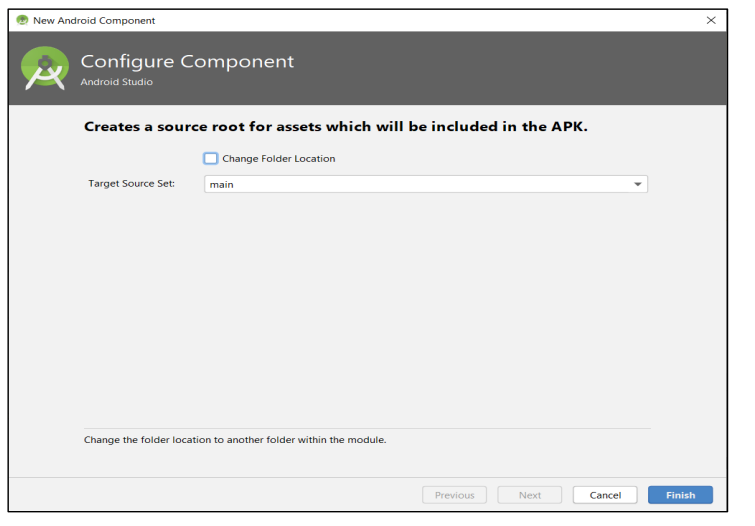 New Android Component
Configure Component
Android Studio
Creates a source root for assets which will be included in the APK.
Change Folder Location
Target Source Set: main
Change the folder location to another folder within the module.
Previous Next Cancel Finish